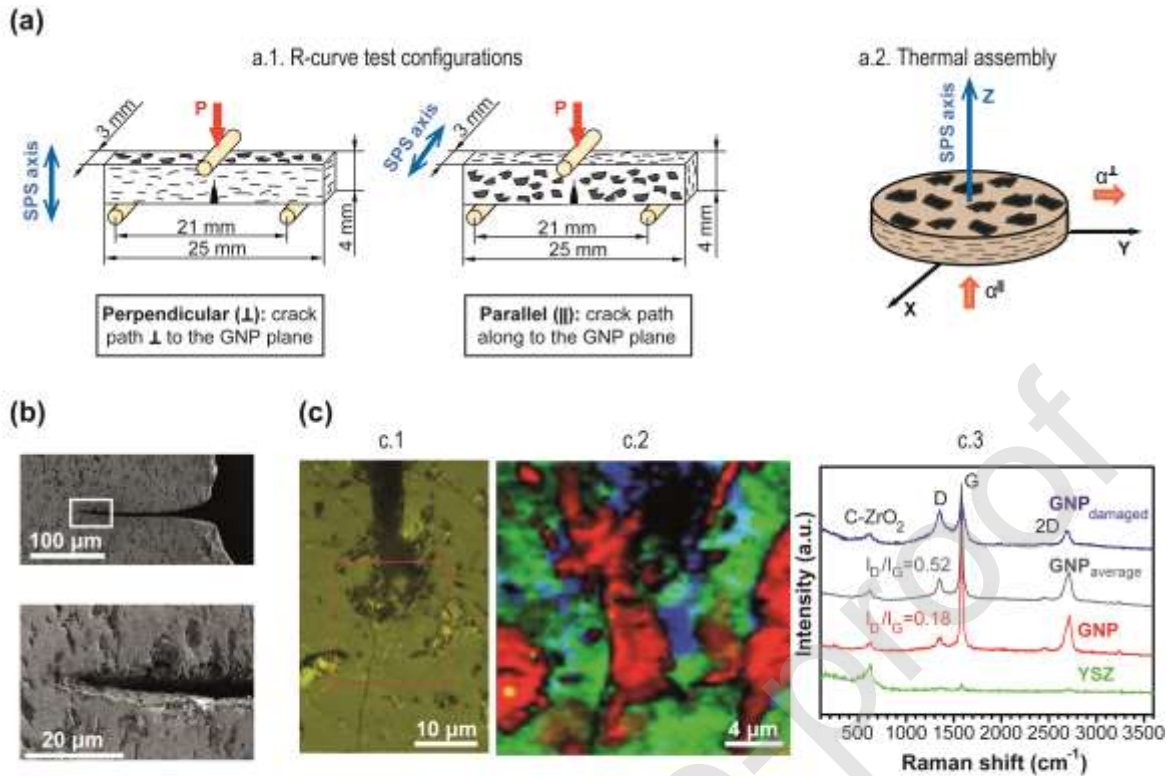 (a)
a.1. R-curve test configurations
a.2. Thermal assembly
3 mm
P
SPS axis
21 mm
25 mm
4 mm
3 mm
SPS axis
P
21 mm
25 mm
4 mm
SPS axis
Z
α⊥
Y
X
α||
Perpendicular (⊥): crack
path ⊥ to the GNP plane
Parallel (||): crack path
along to the GNP plane
(b)
100 µm
20 µm
(c)
c.1
10 µm
c.2
4 µm
c.3
Intensity (a.u.)
G
D
C-ZrO2
2D
GNP damaged
ID/IG=0.52
GNP average
ID/IG=0.18
GNP
YSZ
500 1000 1500 2000 2500 3000 3500
Raman shift (cm-1)
e-proof